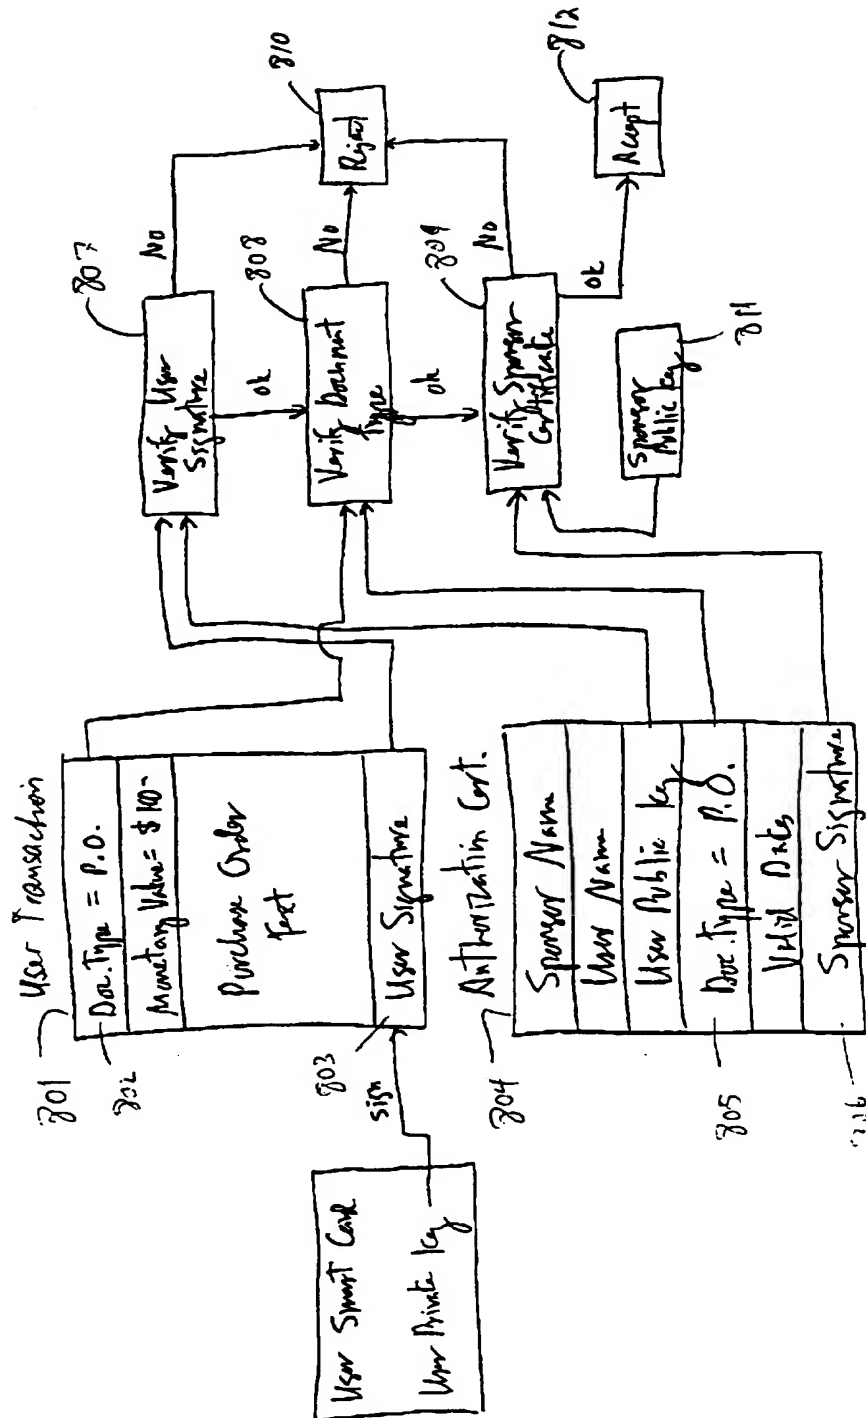 User Smart Card
User Private Key
sign
801
User Transaction
802
Doc. Type = P.O.
Monetary Value = $100-
Purchase Order
Text
803
User Signature
804
Authorization Cert.
Sponsor Name
User Name
User Public Key
805
Doc. Type = P.O.
Valid Dates
Sponsor Signature
807
Verify User
Signature
No
ok
808
Verify Document
Type
No
ok
809
Verify Sponsor
Certificate
No
ok
Sponsor
Public Key
811
810
Reject
812
Accept